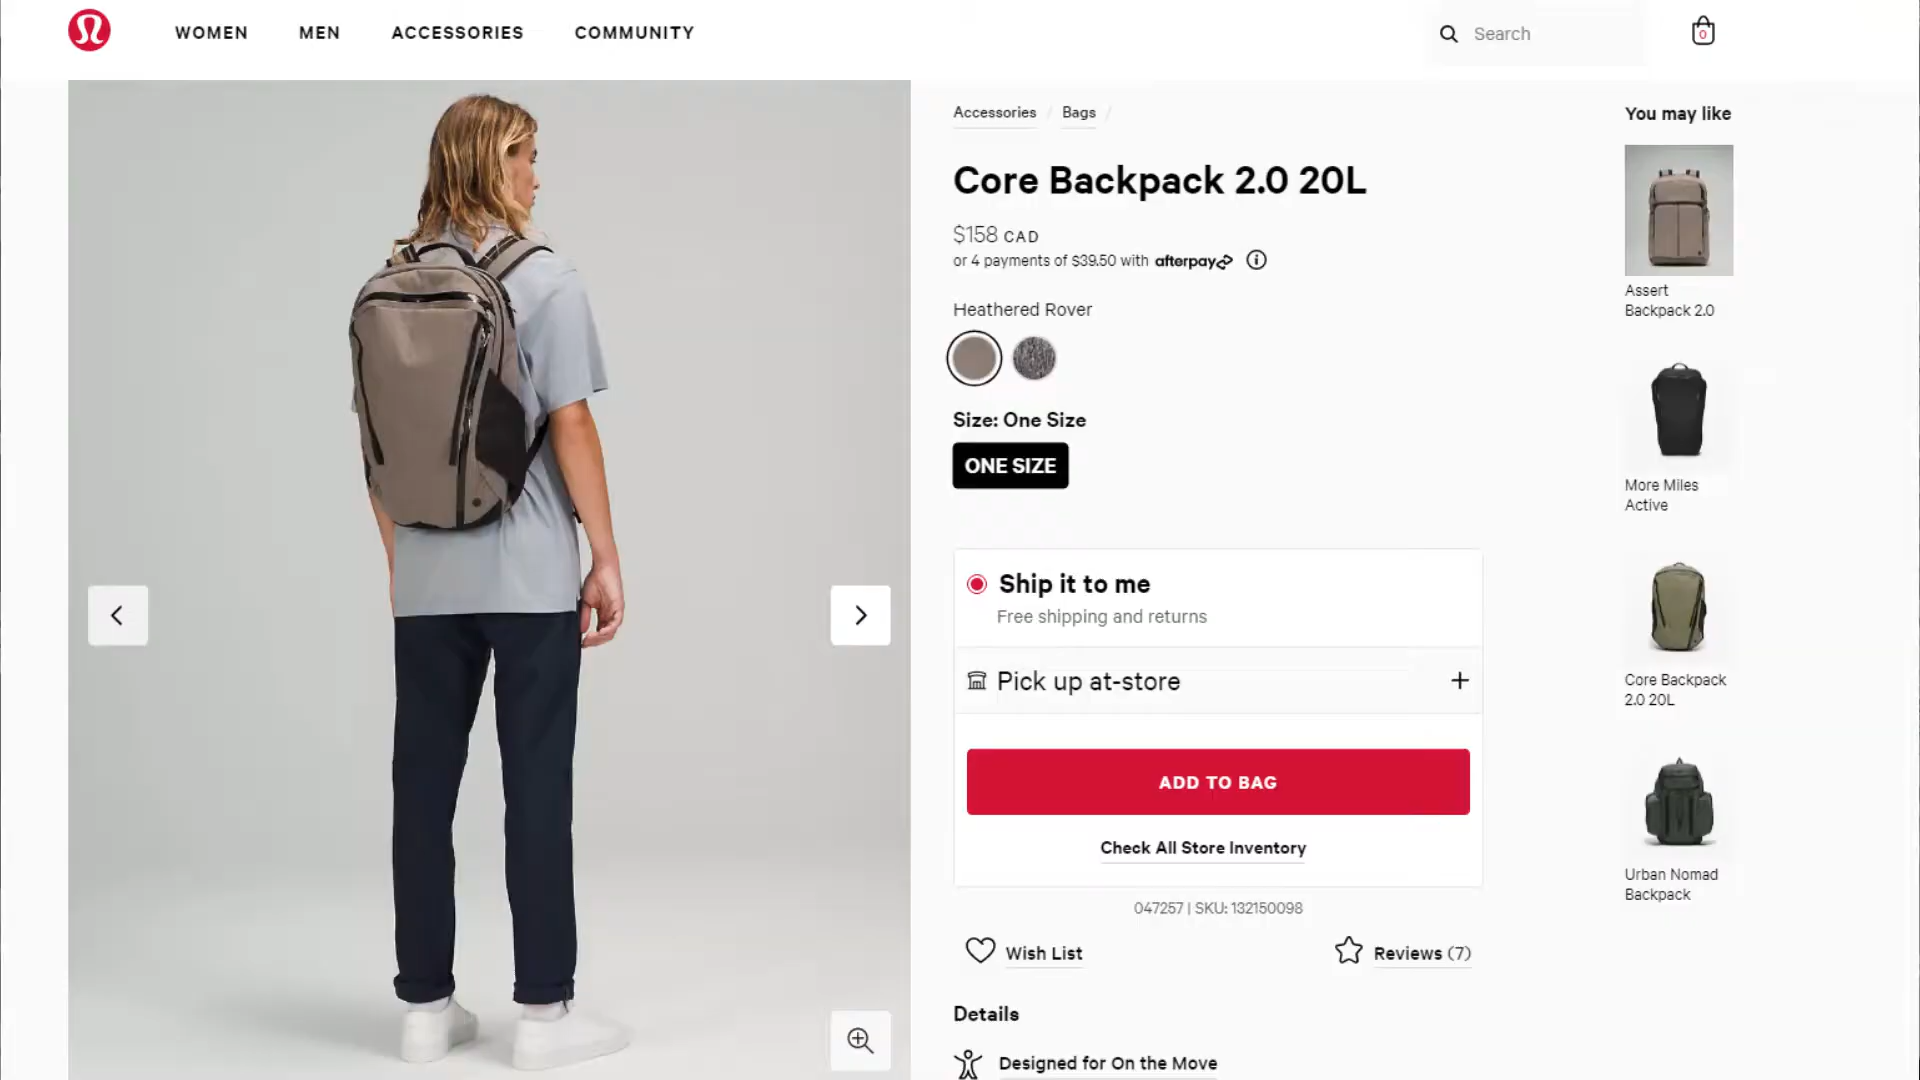 WOMEN
MEN
ACCESSORIES
COMMUNITY
Search
0
Accessories / Bags /
Core Backpack 2.0 20L
$158 CAD
or 4 payments of $39.50 with afterpay
Heathered Rover
Size: One Size
ONE SIZE
Ship it to me
Free shipping and returns
Pick up at-store
ADD TO BAG
Check All Store Inventory
047257 | SKU: 132150098
Wish List
Reviews (7)
Details
Designed for On the Move
You may like
Assert
Backpack 2.0
More Miles
Active
Core Backpack
2.0 20L
Urban Nomad
Backpack